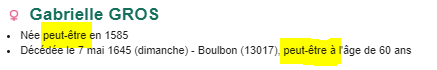 ♀ Gabrielle GROS
• Née peut-être en 1585
• Décédée le 7 mai 1645 (dimanche) - Boulbon (13017), peut-être à l'âge de 60 ans